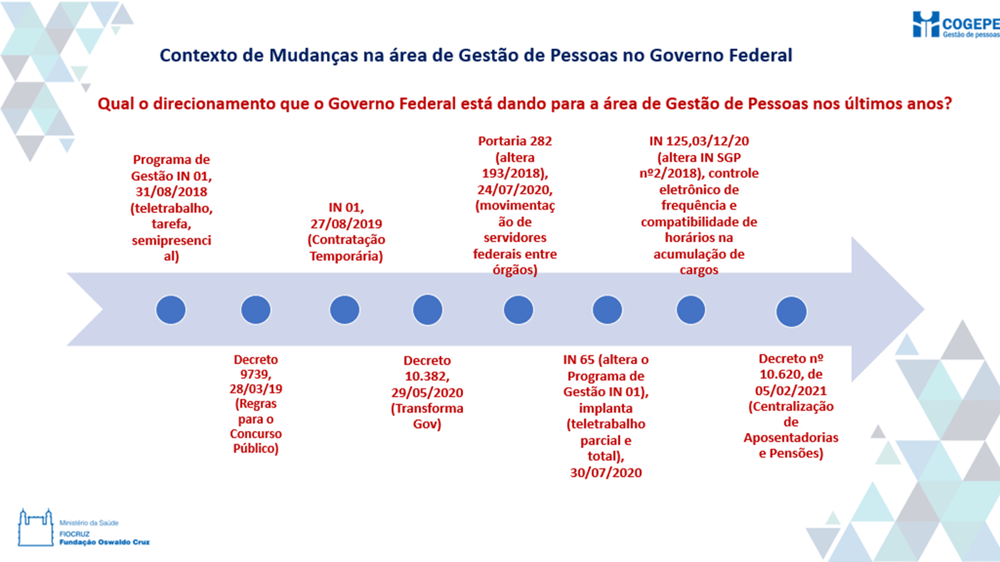 COGEPE
Gestão de pessoas
Contexto de Mudanças na área de Gestão de Pessoas no Governo Federal
Qual o direcionamento que o Governo Federal está dando para a área de Gestão de Pessoas nos últimos anos?
Programa de
Gestão IN 01,
31/08/2018
(teletrabalho,
tarefa,
semipresenci
al)
Decreto
9739,
28/03/19
(Regras
para o
Concurso
Público)
IN 01,
27/08/2019
(Contratação
Temporária)
Decreto
10.382,
29/05/2020
(Transforma
Gov)
Portaria 282
(altera
193/2018),
24/07/2020,
(movimentaç
ão de
servidores
federais entre
órgãos)
IN 65 (altera o
Programa de
Gestão IN 01),
implanta
(teletrabalho
parcial e
total),
30/07/2020
IN 125,03/12/20
(altera IN SGP
nº2/2018), controle
eletrônico de
frequência e
compatibilidade de
horários na
acumulação de
cargos
Decreto nº
10.620, de
05/02/2021
(Centralização
de
Aposentadorias
e Pensões)
Ministério da Saúde
FIOCRUZ
Fundação Oswaldo Cruz